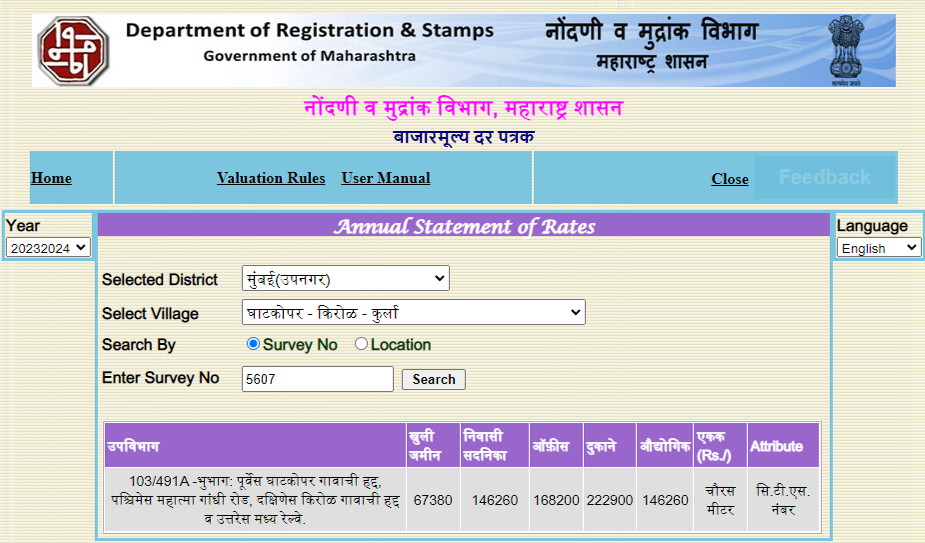 Department of Registration & Stamps
Government of Maharashtra
नोंदणी व मुद्रांक विभाग
महाराष्ट्र शासन
नोंदणी व मुद्रांक विभाग, महाराष्ट्र शासन
बाजारमूल्य दर पत्रक
Home Valuation Rules User Manual Close Feedback
Year Annual Statement of Rates Language
20232024 English
Selected District मुंबई(उपनगर)
Select Village घाटकोपर - किरोळ - कुर्ला
Search By Survey No Location
Enter Survey No 5607 Search
उपविभाग खुली जमीन निवासी सदनिका ऑफ़ीस दुकाने औद्योगिक एकक (Rs./) Attribute
103/491A -भुभाग: पूर्वेस घाटकोपर गावाची हद्द,
पश्चिमेस महात्मा गांधी रोड, दक्षिणेस किरोळ गावाची हद्द
व उत्तरेस मध्य रेल्वे.
67380 146260 168200 222900 146260 चौरस मीटर सि.टी.एस. नंबर